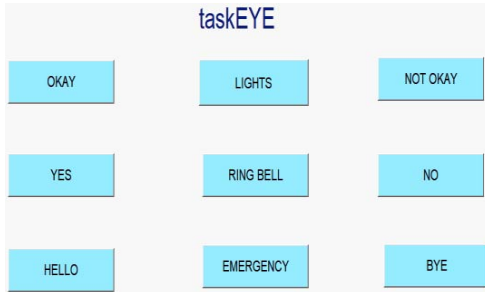 taskEYE
OKAY
LIGHTS
NOT OKAY
YES
RING BELL
NO
HELLO
EMERGENCY
BYE